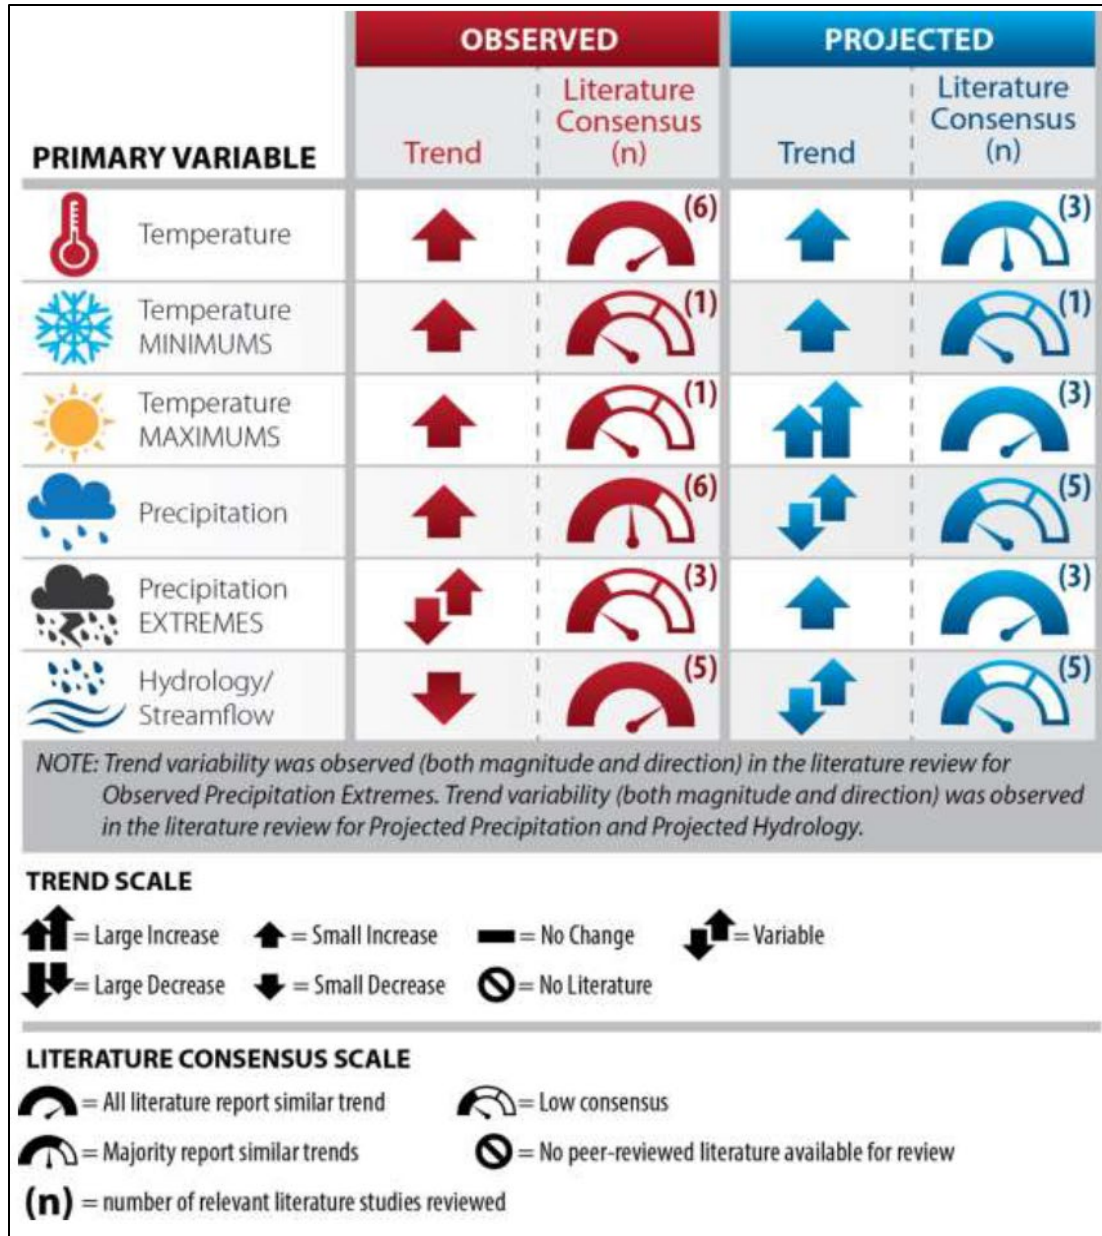 OBSERVED PROJECTED
PRIMARY VARIABLE Trend Literature Consensus (n) Trend Literature Consensus (n)
Temperature (6) (3)
Temperature MINIMUMS (1) (1)
Temperature MAXIMUMS (1) (3)
Precipitation (6) (5)
Precipitation EXTREMES (3) (3)
Hydrology/ Streamflow (5) (5)
NOTE: Trend variability was observed (both magnitude and direction) in the literature review for
Observed Precipitation Extremes. Trend variability (both magnitude and direction) was observed
in the literature review for Projected Precipitation and Projected Hydrology.
TREND SCALE
= Large Increase = Small Increase = No Change = Variable
= Large Decrease = Small Decrease = No Literature
LITERATURE CONSENSUS SCALE
= All literature report similar trend = Low consensus
= Majority report similar trends = No peer-reviewed literature available for review
(n) = number of relevant literature studies reviewed